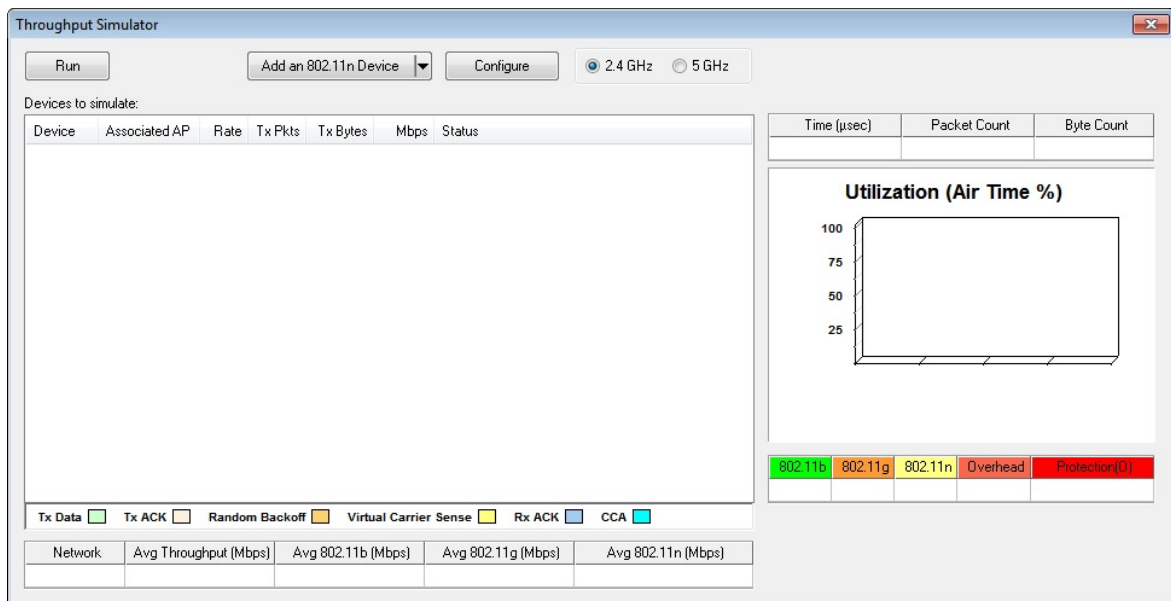 Throughput Simulator
Run
Add an 802.11n Device
Configure
2.4 GHz
5 GHz
Devices to simulate:
Device Associated AP Rate Tx Pkts Tx Bytes Mbps Status
Time (µsec) Packet Count Byte Count
Utilization (Air Time %)
100
75
50
25
802.11b 802.11g 802.11n Overhead Protection(0)
Tx Data Tx ACK Random Backoff Virtual Carrier Sense Rx ACK CCA
Network Avg Throughput (Mbps) Avg 802.11b (Mbps) Avg 802.11g (Mbps) Avg 802.11n (Mbps)